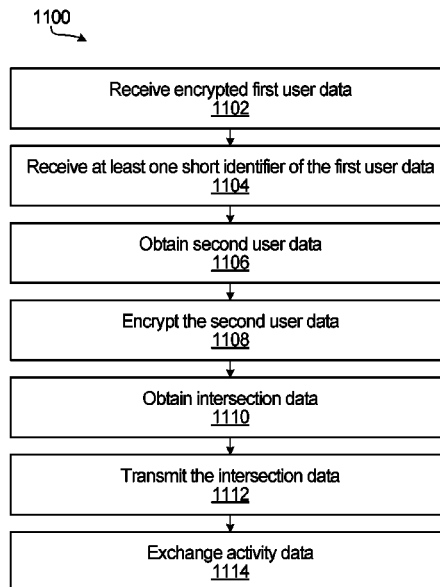 1100
Receive encrypted first user data
1102
Receive at least one short identifier of the first user data
1104
Obtain second user data
1106
Encrypt the second user data
1108
Obtain intersection data
1110
Transmit the intersection data
1112
Exchange activity data
1114